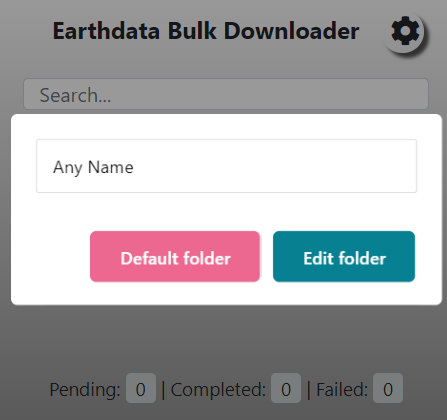 Earthdata Bulk Downloader
Search...
Any Name
Default folder Edit folder
Pending: 0 | Completed: 0 | Failed: 0